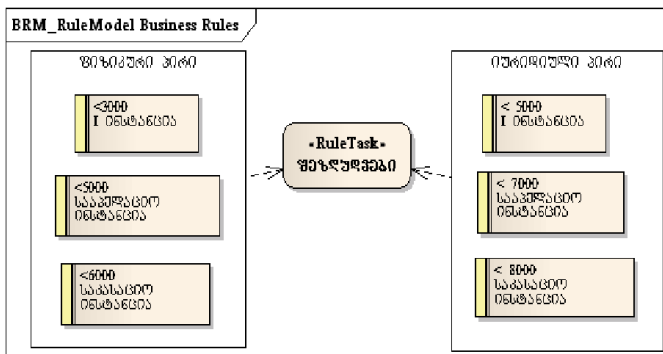 BRM_RuleModel Business Rules
ფიზიკური პირი
<3000
I ინსტანცია
<5000
სააპელაციო
ინსტანცია
<6000
საკასაციო
ინსტანცია
«RuleTask»
შეზღუდვები
იურიდიული პირი
< 5000
I ინსტანცია
< 7000
სააპელაციო
ინსტანცია
< 8000
საკასაციო
ინსტანცია